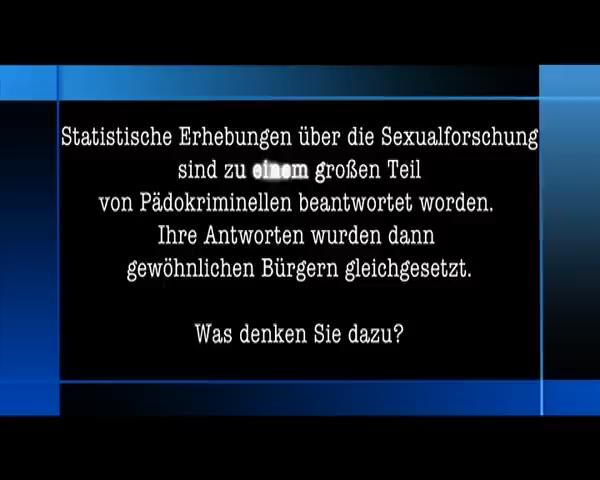 Statistische Erhebungen über die Sexualforschung
sind zu einem großen Teil
von Pädokriminellen beantwortet worden.
Ihre Antworten wurden dann
gewöhnlichen Bürgern gleichgesetzt.
Was denken Sie dazu?